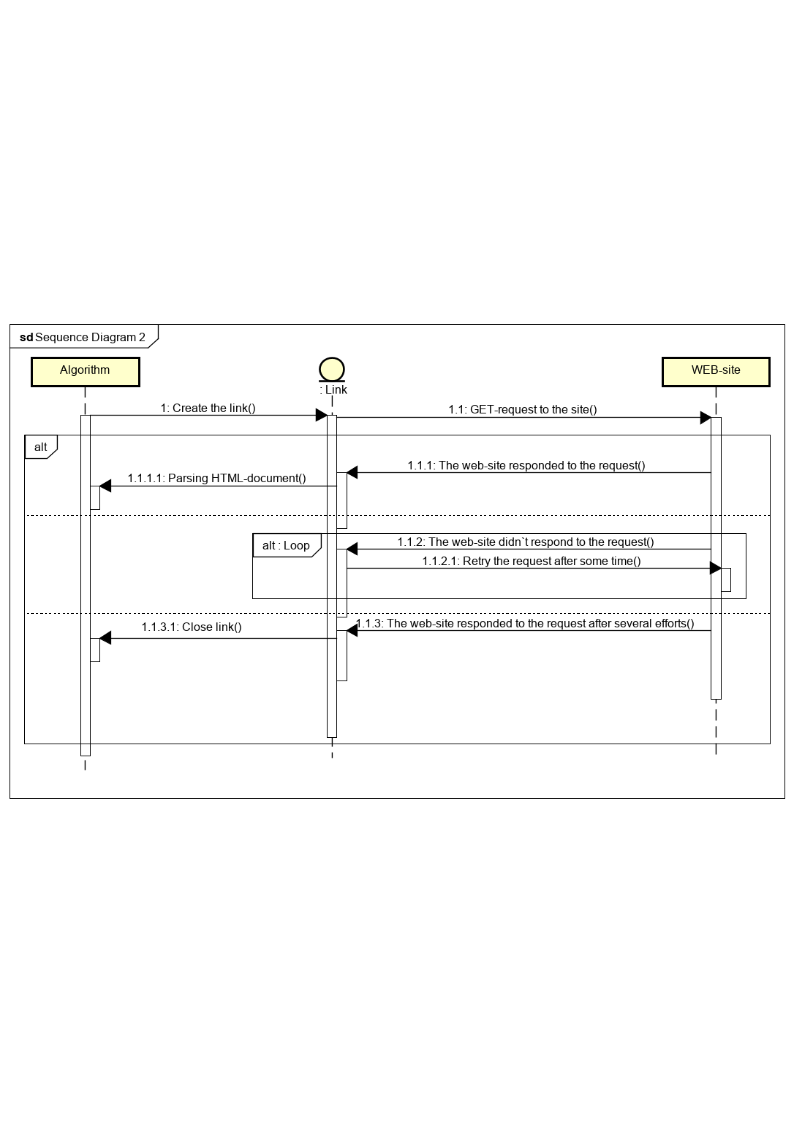 sd Sequence Diagram 2
Algorithm
: Link
WEB-site
1: Create the link()
1.1: GET-request to the site()
alt
1.1.1: The web-site responded to the request()
1.1.1.1: Parsing HTML-document()
alt : Loop
1.1.2: The web-site didn`t respond to the request()
1.1.2.1: Retry the request after some time()
1.1.3: The web-site responded to the request after several efforts()
1.1.3.1: Close link()